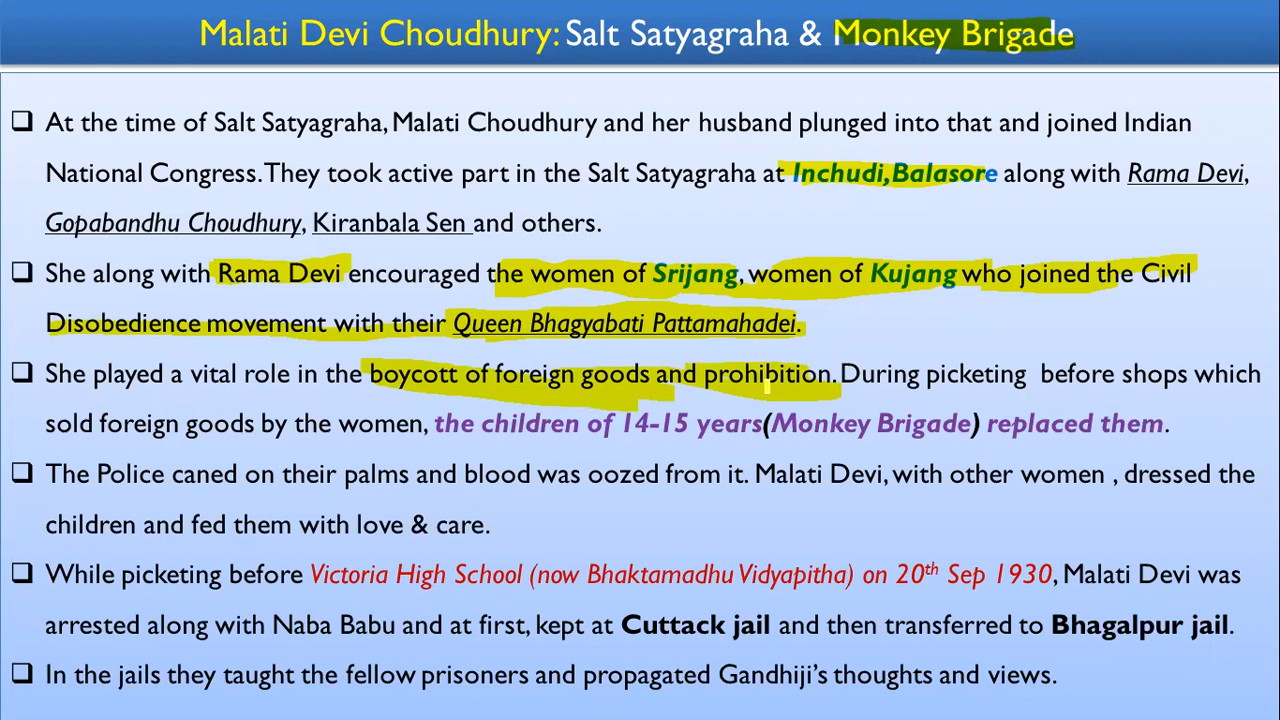 Malati Devi Choudhury: Salt Satyagraha & Monkey Brigade
❑ At the time of Salt Satyagraha, Malati Choudhury and her husband plunged into that and joined Indian
National Congress. They took active part in the Salt Satyagraha at Inchudi,Balasore along with Rama Devi,
Gopabandhu Choudhury, Kiranbala Sen and others.
❑ She along with Rama Devi encouraged the women of Srijang, women of Kujang who joined the Civil
Disobedience movement with their Queen Bhagyabati Pattamahadei.
❑ She played a vital role in the boycott of foreign goods and prohibition. During picketing before shops which
sold foreign goods by the women, the children of 14-15 years(Monkey Brigade) replaced them.
❑ The Police caned on their palms and blood was oozed from it. Malati Devi, with other women , dressed the
children and fed them with love & care.
❑ While picketing before Victoria High School (now Bhaktamadhu Vidyapitha) on 20th Sep 1930, Malati Devi was
arrested along with Naba Babu and at first, kept at Cuttack jail and then transferred to Bhagalpur jail.
❑ In the jails they taught the fellow prisoners and propagated Gandhiji's thoughts and views.